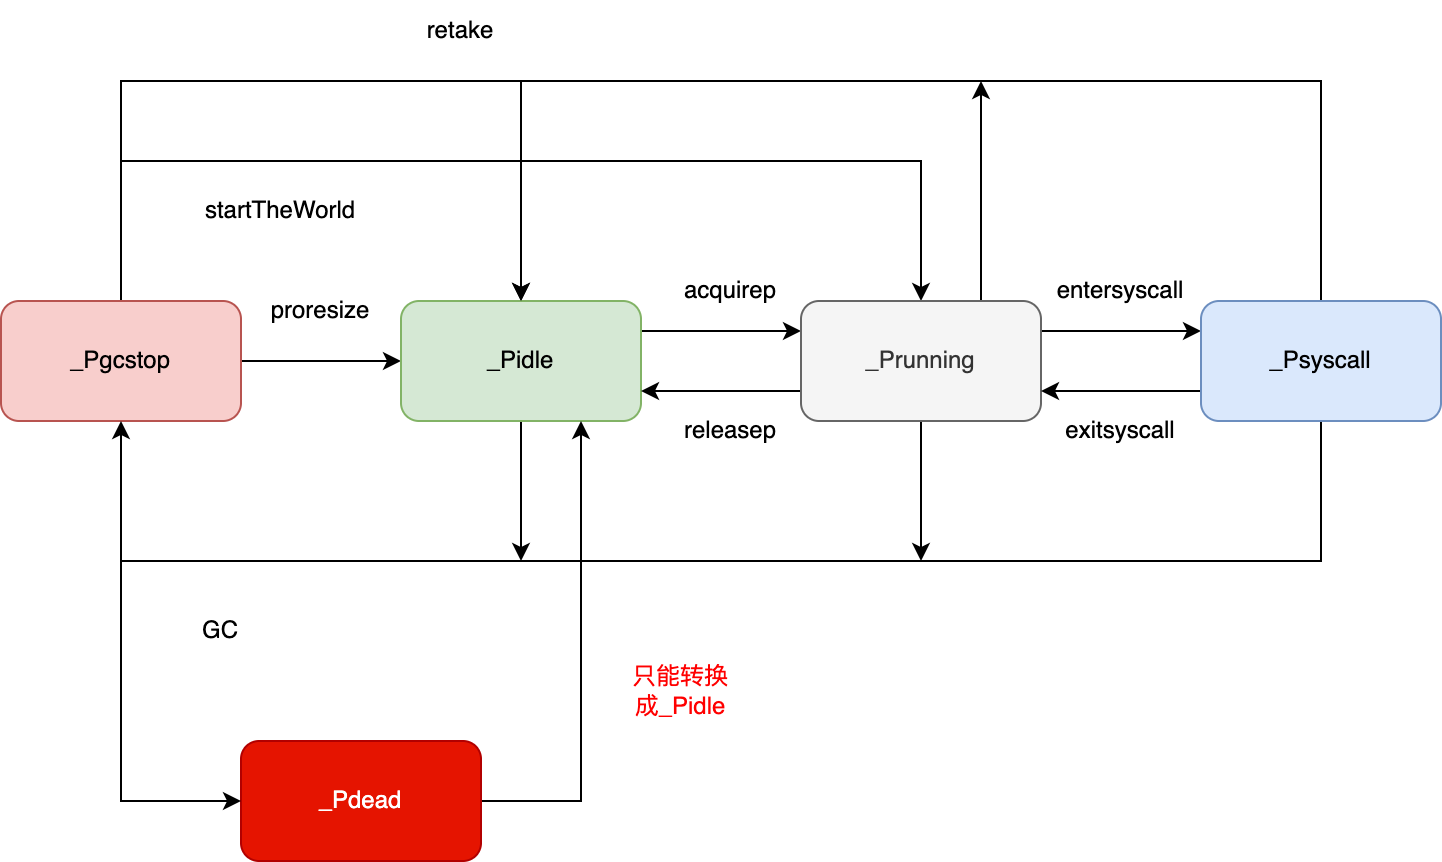 retake
startTheWorld
_Pgcstop
proresize
_Pidle
acquirep
releasep
_Prunning
entersyscall
exitsyscall
_Psyscall
GC
只能转换
成_Pidle
_Pdead